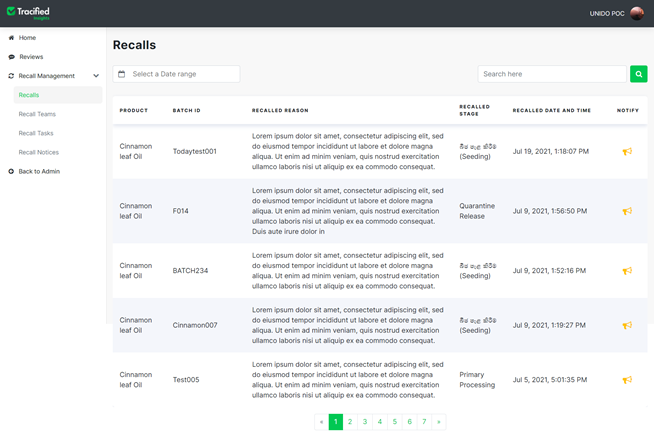 Tracified
Insights
UNIDO POC
Home
Reviews
Recall Management
Recalls
Recall Teams
Recall Tasks
Recall Notices
Back to Admin
Recalls
Select a Date range
Search here
PRODUCT
BATCH ID
RECALLED REASON
RECALLED
STAGE
RECALLED DATE AND TIME
NOTIFY
Cinnamon
leaf Oil
Todaytest001
Lorem ipsum dolor sit amet, consectetur adipiscing elit, sed
do eiusmod tempor incididunt ut labore et dolore magna
aliqua. Ut enim ad minim veniam, quis nostrud exercitation
ullamco laboris nisi ut aliquip ex ea commodo consequat.
බීජ පැළ කිරීම
(Seeding)
Jul 19, 2021, 1:18:07 PM
Cinnamon
leaf Oil
F014
Lorem ipsum dolor sit amet, consectetur adipiscing elit, sed
do eiusmod tempor incididunt ut labore et dolore magna
aliqua. Ut enim ad minim veniam, quis nostrud exercitation
ullamco laboris nisi ut aliquip ex ea commodo consequat.
Duis aute irure dolor in
Quarantine
Release
Jul 9, 2021, 1:56:50 PM
Cinnamon
leaf Oil
BATCH234
Lorem ipsum dolor sit amet, consectetur adipiscing elit, sed
do eiusmod tempor incididunt ut labore et dolore magna
aliqua. Ut enim ad minim veniam, quis nostrud exercitation
ullamco laboris nisi ut aliquip ex ea commodo consequat.
බීජ පැළ කිරීම
(Seeding)
Jul 9, 2021, 1:52:16 PM
Cinnamon
leaf Oil
Cinnamon007
Lorem ipsum dolor sit amet, consectetur adipiscing elit, sed
do eiusmod tempor incididunt ut labore et dolore magna
aliqua. Ut enim ad minim veniam, quis nostrud exercitation
ullamco laboris nisi ut aliquip ex ea commodo consequat.
බීජ පැළ කිරීම
(Seeding)
Jul 9, 2021, 1:19:27 PM
Cinnamon
leaf Oil
Test005
Lorem ipsum dolor sit amet, consectetur adipiscing elit, sed
do eiusmod tempor incididunt ut labore et dolore magna
aliqua. Ut enim ad minim veniam, quis nostrud exercitation
ullamco laboris nisi ut aliquip ex ea commodo consequat.
Primary
Processing
Jul 5, 2021, 5:01:35 PM
« 1 2 3 4 5 6 7 »